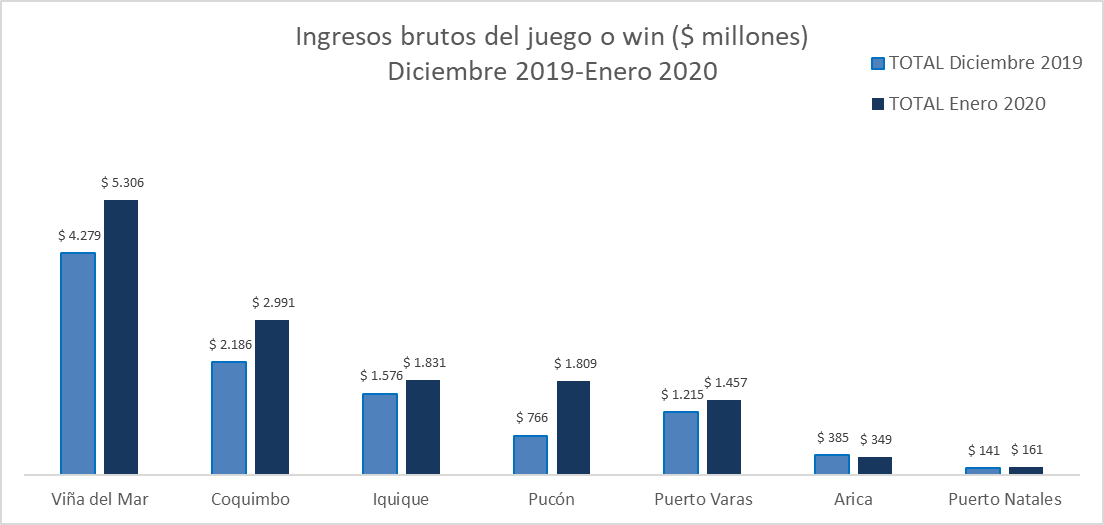 Ingresos brutos del juego o win ($ millones)
Diciembre 2019-Enero 2020
TOTAL Diciembre 2019
TOTAL Enero 2020
$ 4.279
$ 5.306
$ 2.186
$ 2.991
$ 1.576
$ 1.831
$ 766
$ 1.809
$ 1.215
$ 1.457
$ 385
$ 349
$ 141
$ 161
Viña del Mar
Coquimbo
Iquique
Pucón
Puerto Varas
Arica
Puerto Natales